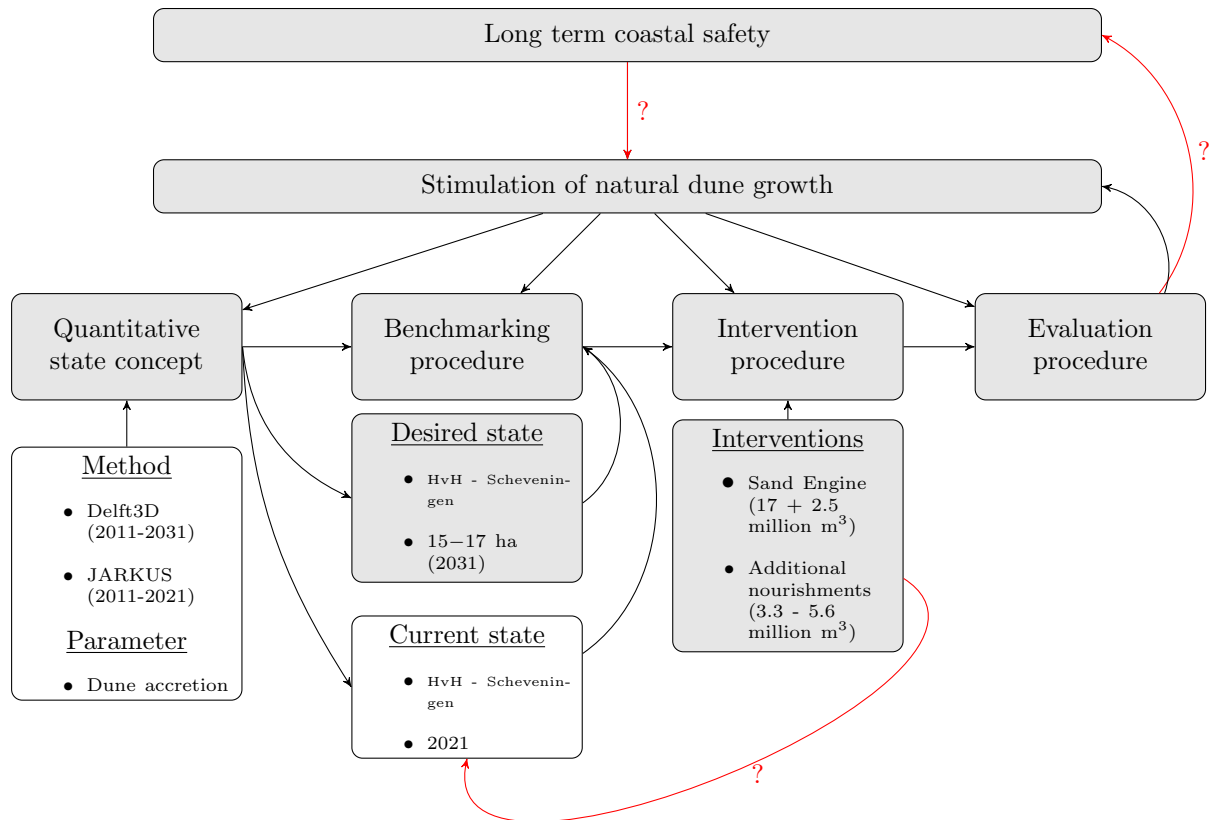 Long term coastal safety
?
?
Stimulation of natural dune growth
Quantitative
state concept
Benchmarking
procedure
Intervention
procedure
Evaluation
procedure
Method
• Delft3D
(2011-2031)
• JARKUS
(2011-2021)
Parameter
• Dune accretion
Desired state
• HvH - Schevenin-
gen
• 15−17 ha
(2031)
Current state
• HvH - Schevenin-
gen
• 2021
Interventions
• Sand Engine
(17 + 2.5
million m³)
• Additional
nourishments
(3.3 - 5.6
million m³)
?